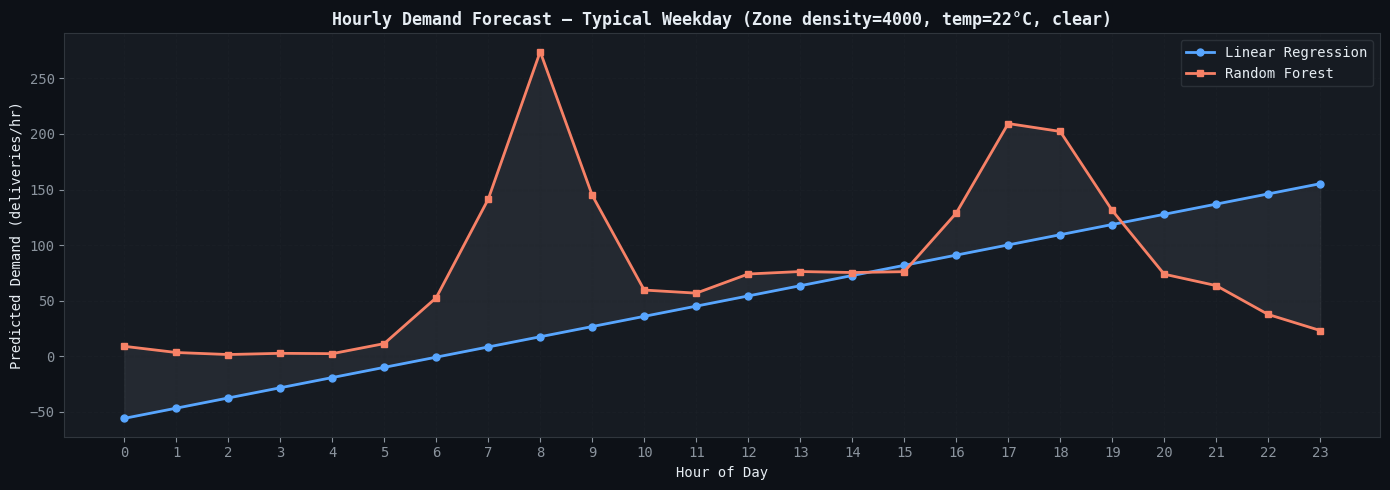 Hourly Demand Forecast — Typical Weekday (Zone density=4000, temp=22°C, clear)
Linear Regression
Random Forest
Predicted Demand (deliveries/hr)
250
200
150
100
50
0
−50
0 1 2 3 4 5 6 7 8 9 10 11 12 13 14 15 16 17 18 19 20 21 22 23
Hour of Day